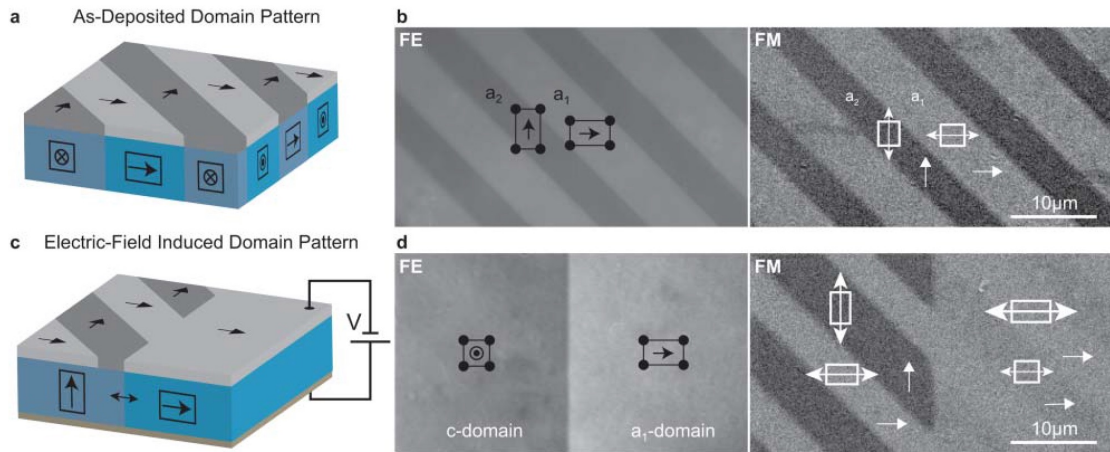 a As-Deposited Domain Pattern
b
FE
a₂ a₁
FM
a₂ a₁
10μm
c Electric-Field Induced Domain Pattern
V
d
FE
c-domain
a₁-domain
FM
10μm